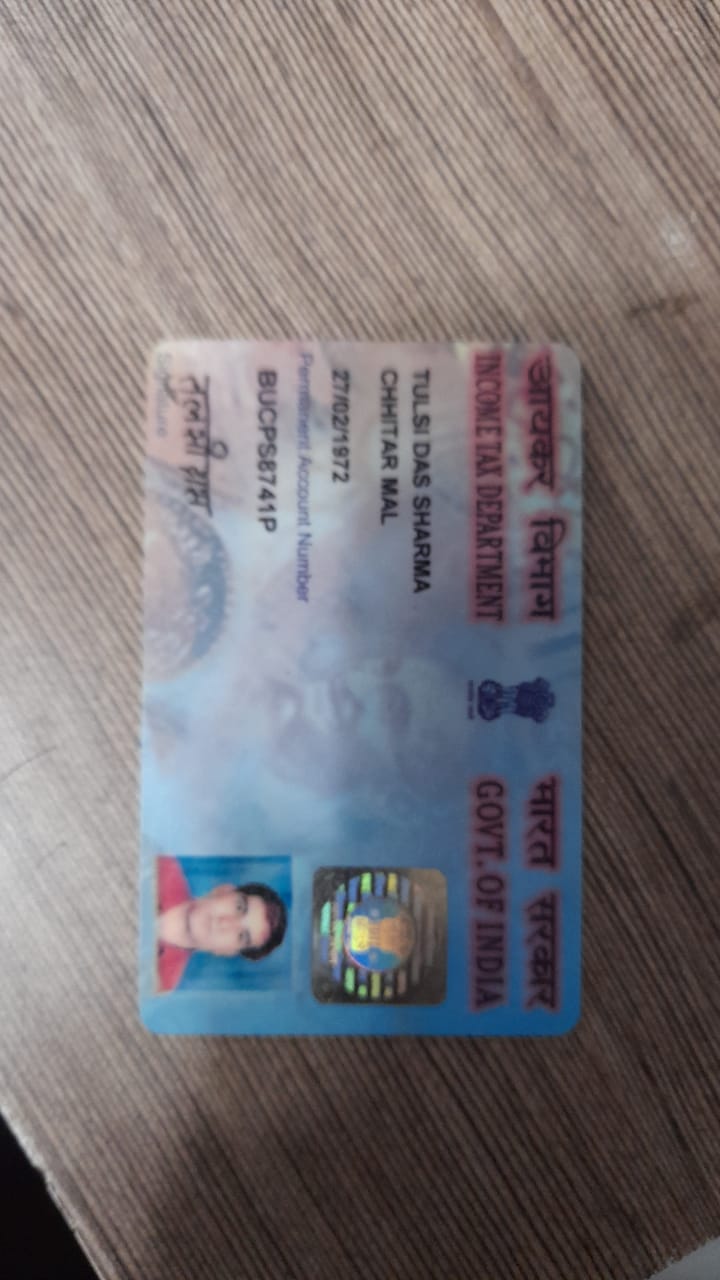 आयकर विभाग
INCOME TAX DEPARTMENT
भारत सरकार
GOVT. OF INDIA
TULSI DAS SHARMA
CHHITAR MAL
27/02/1972
Permanent Account Number
BUCPS8741P
Signature